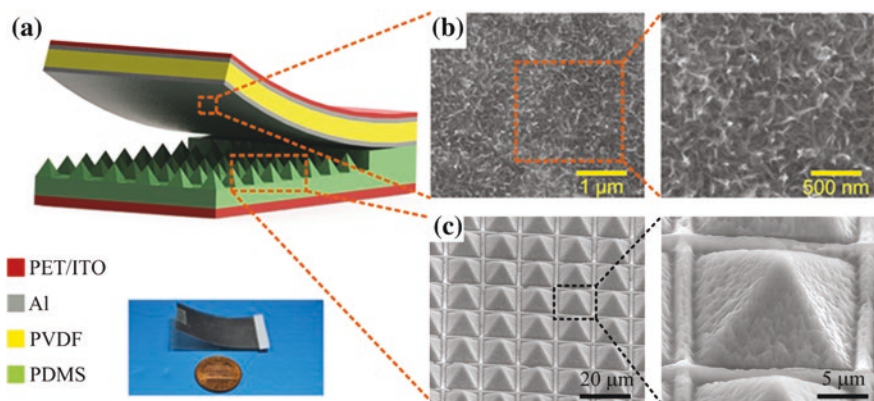 (a)
PET/ITO
Al
PVDF
PDMS
(b)
1 μm
500 nm
(c)
20 μm
5 μm